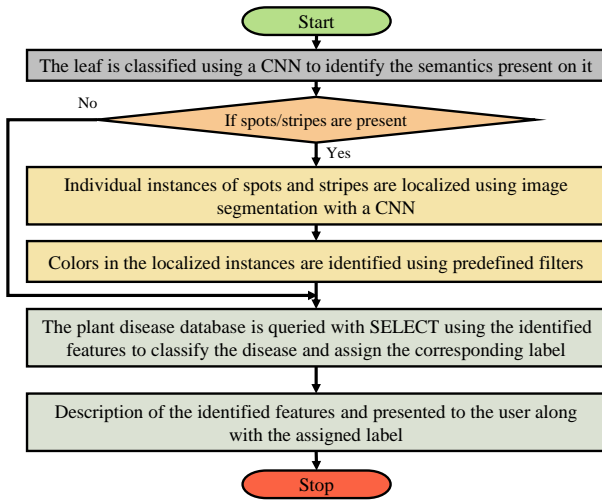 Start
The leaf is classified using a CNN to identify the semantics present on it
No
If spots/stripes are present
Yes
Individual instances of spots and stripes are localized using image
segmentation with a CNN
Colors in the localized instances are identified using predefined filters
The plant disease database is queried with SELECT using the identified
features to classify the disease and assign the corresponding label
Description of the identified features and presented to the user along
with the assigned label
Stop